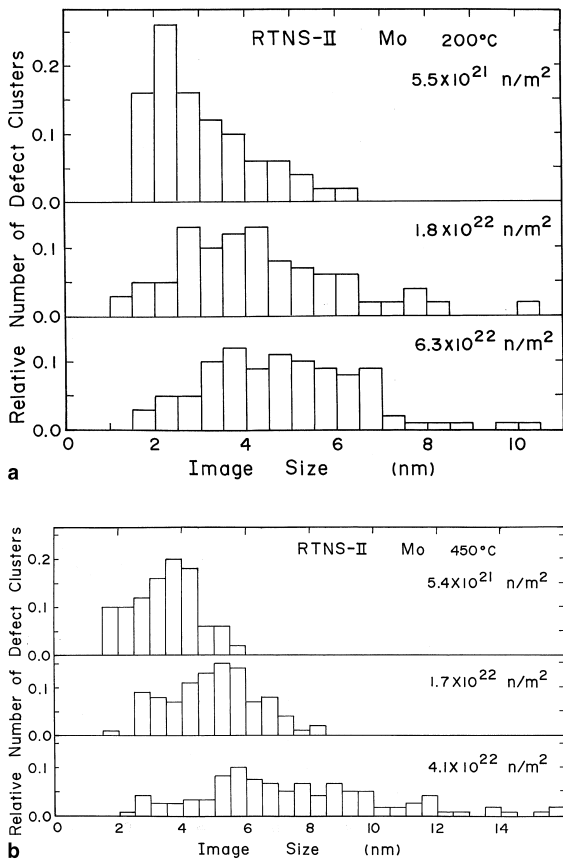 RTNS-II Mo 200°C
5.5X10²¹ n/m²
0.2
0.1
0.0
1.8X10²² n/m²
0.1
0.0
6.3X10²² n/m²
0.1
0.0
Relative Number of Defect Clusters
0 2 4 6 8 10
Image Size (nm)
a
RTNS-II Mo 450°C
5.4X10²¹ n/m²
0.2
0.1
0.0
1.7X10²² n/m²
0.1
0.0
4.1X10²² n/m²
0.1
0.0
Relative Number of Defect Clusters
0 2 4 6 8 10 12 14
Image Size (nm)
b